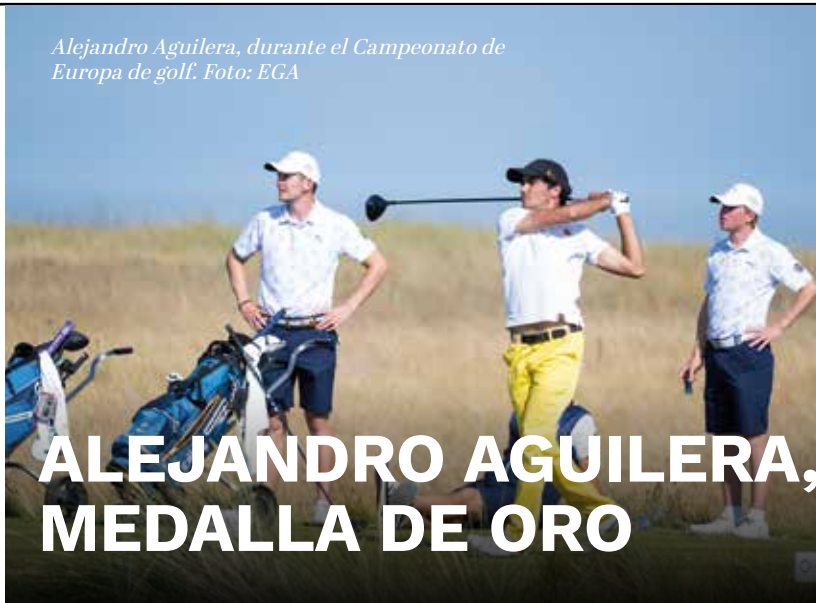 Alejandro Aguilera, durante el Campeonato de
Europa de golf. Foto: EGA
ALEJANDRO AGUILERA,
MEDALLA DE ORO